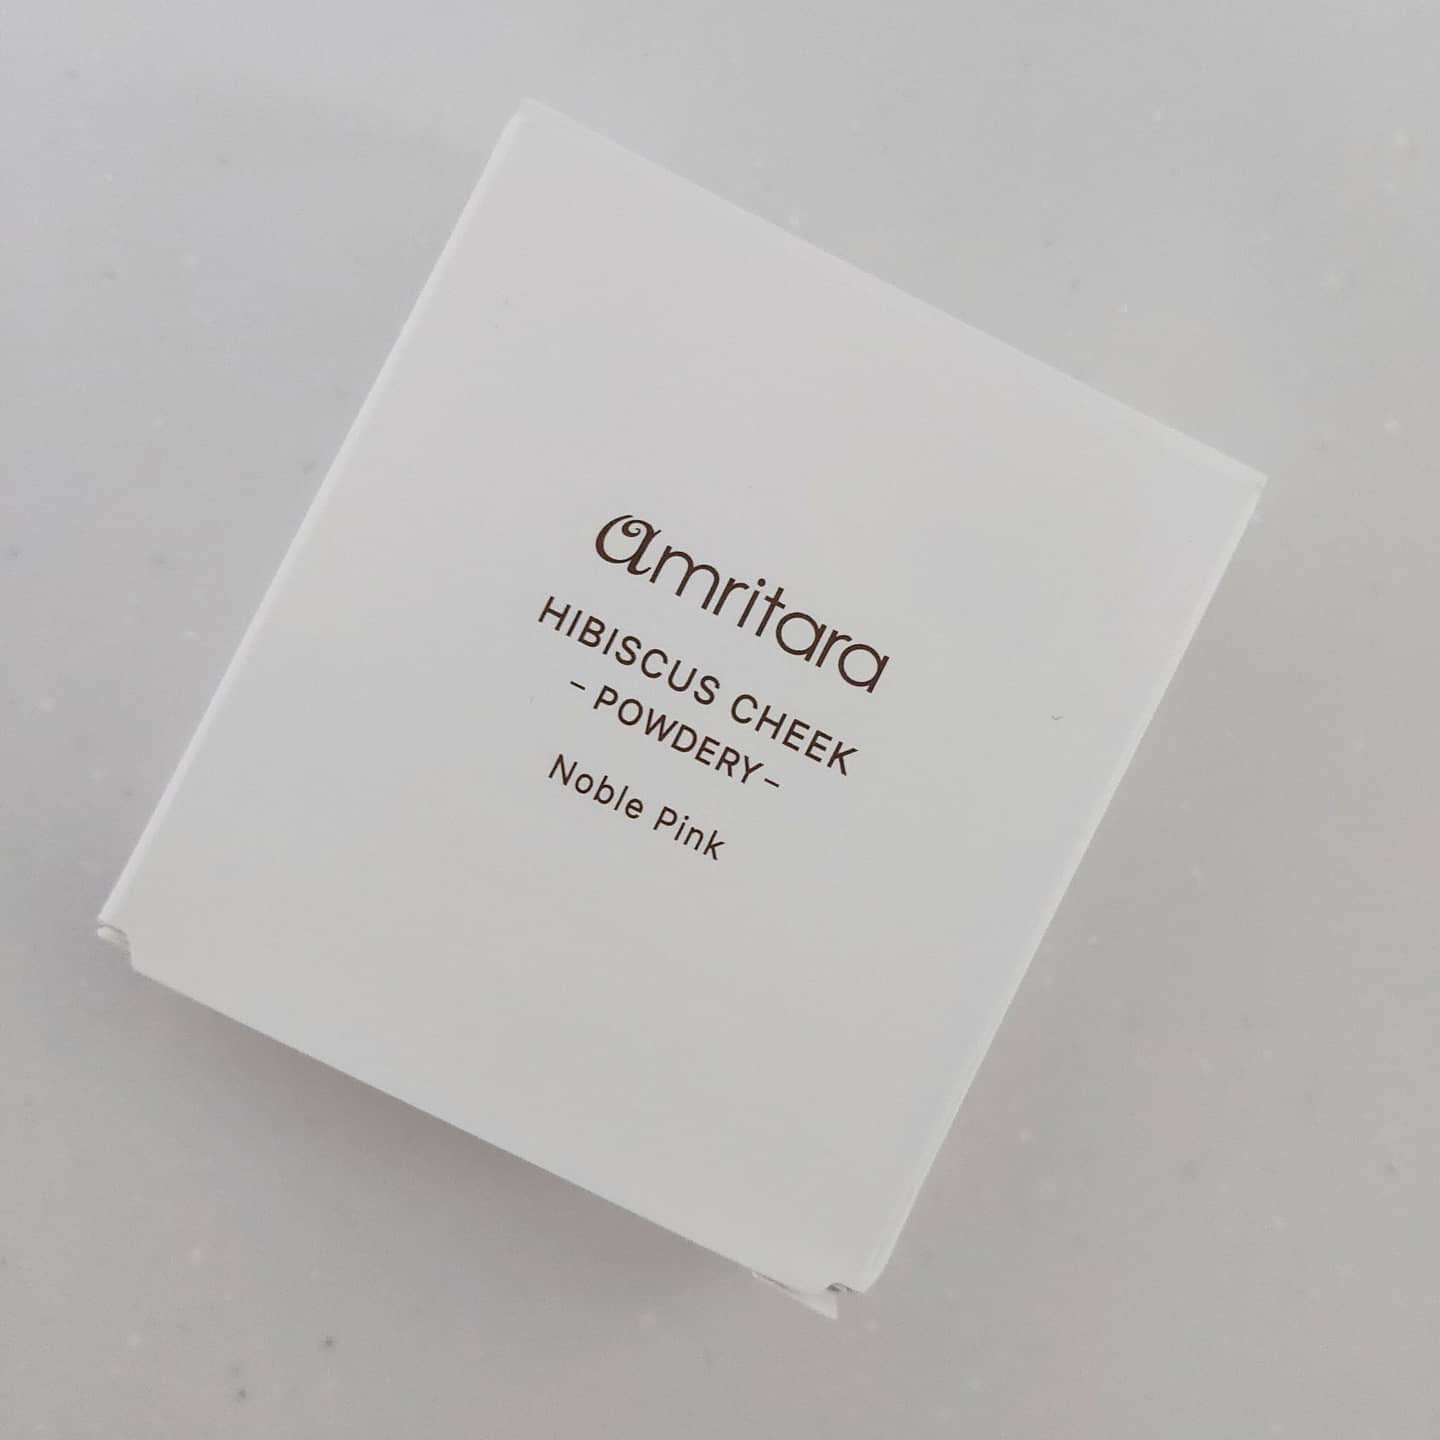 amritara
HIBISCUS CHEEK
- POWDERY -
Noble Pink